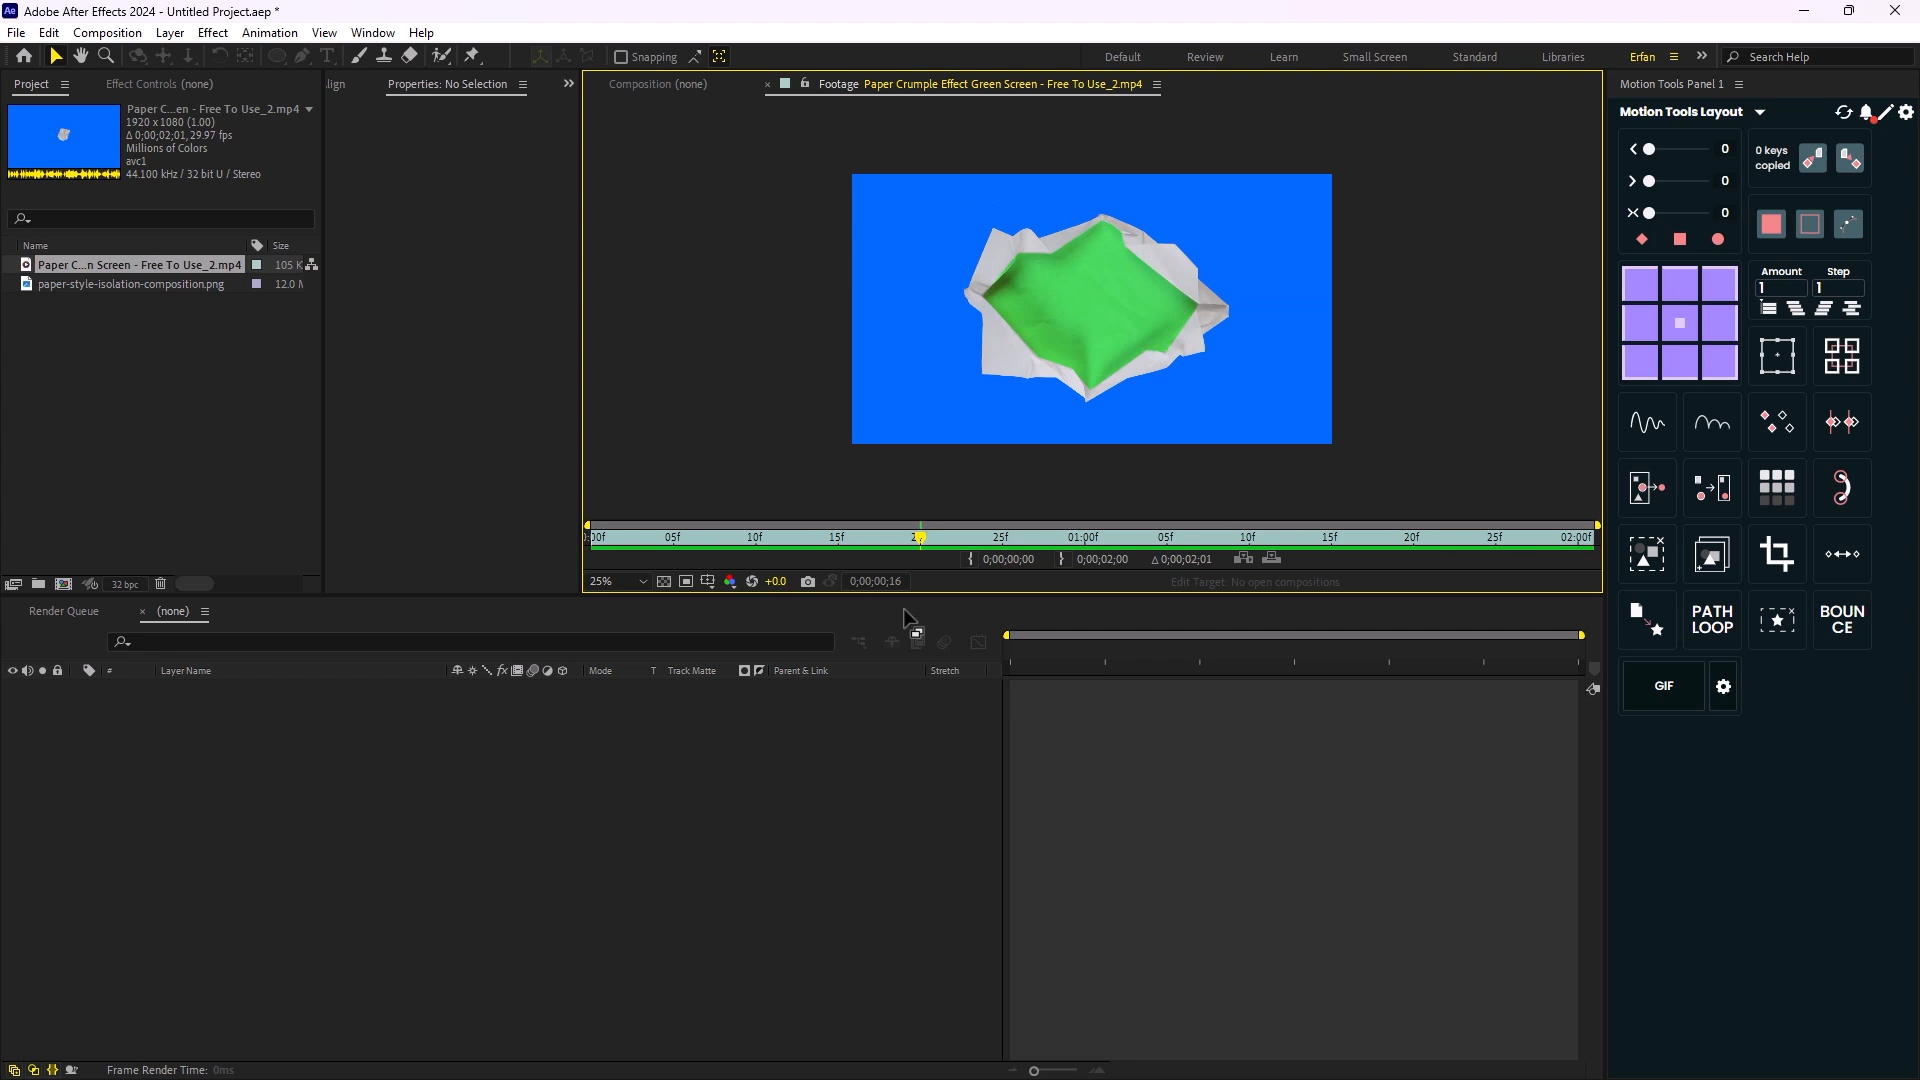 Adobe After Effects 2024 - Untitled Project.aep *
File Edit Composition Layer Effect Animation View Window Help
Snapping
Default Review Learn Small Screen Standard Libraries Erfan Search Help
Project Effect Controls (none)
Properties: No Selection
Composition (none)
Footage Paper Crumple Effect Green Screen - Free To Use_2.mp4
Motion Tools Panel 1
Paper C...en - Free To Use_2.mp4
1920 x 1080 (1.00)
Δ 0;00;02;01, 29.97 fps
Millions of Colors
avc1
44.100 kHz / 32 bit U / Stereo
Name Size
Paper C...n Screen - Free To Use_2.mp4 105 K
paper-style-isolation-composition.png 12.0
32 bpc
05f 10f 15f 25f 01:00f 05f 10f 15f 20f 25f 02:00f
0;00;00;00 0;00;02;00 Δ 0;00;02;01
25% +0.0 0;00;00;16 Edit Target: No open compositions
Motion Tools Layout
0
0
0
0 keys
copied
Amount Step
1 1
PATH
LOOP
BOUN
CE
GIF
Render Queue (none)
# Layer Name Mode T Track Matte Parent & Link Stretch
Frame Render Time: 0ms